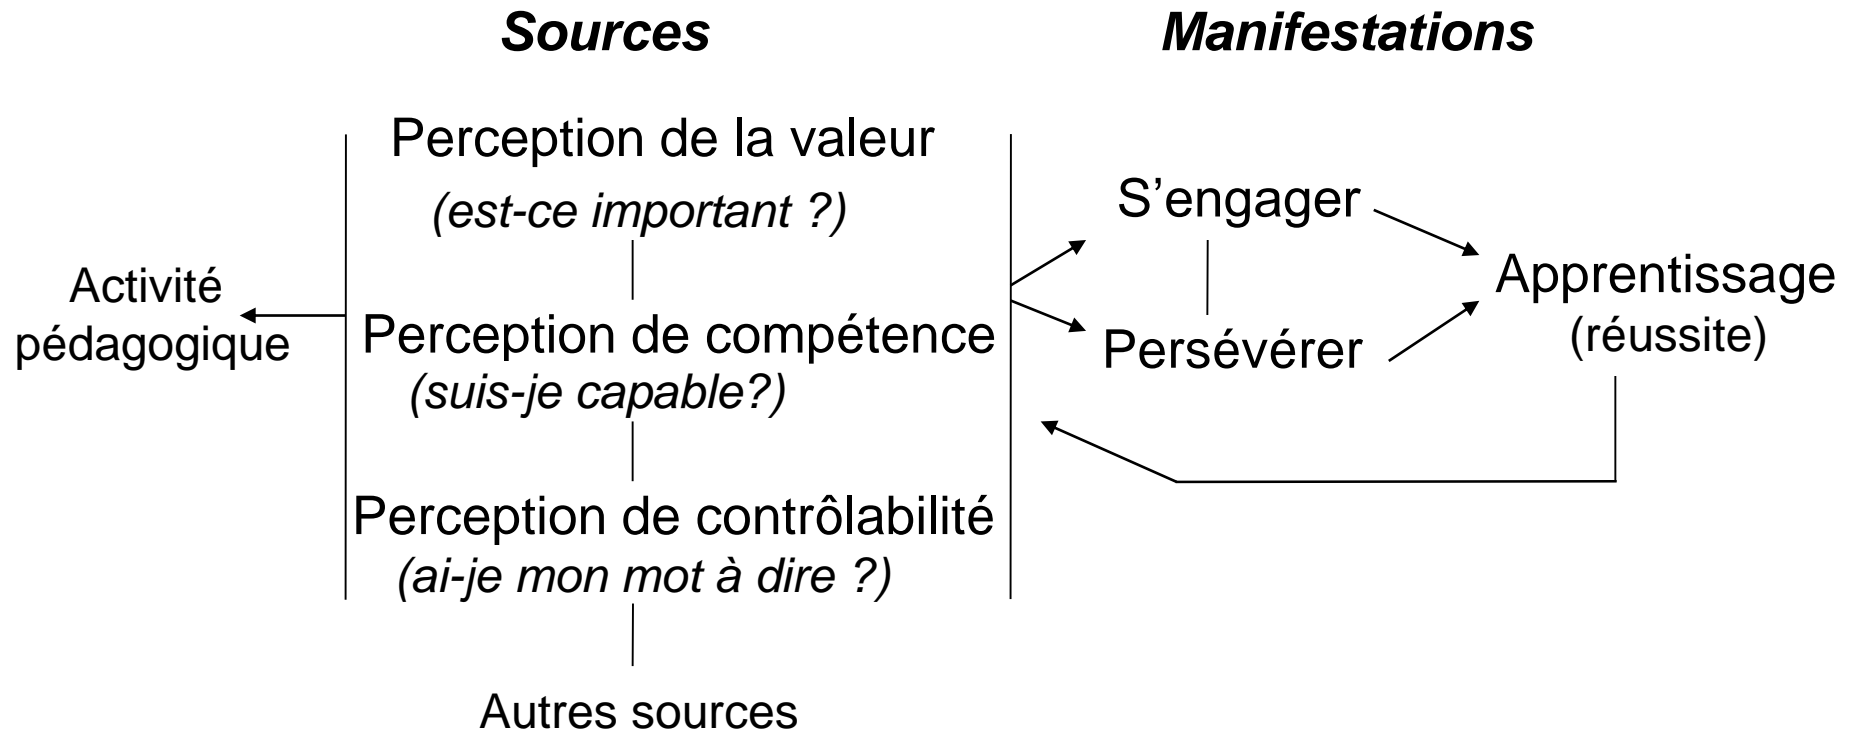 Sources
Manifestations
Perception de la valeur
(est-ce important ?)
Activité
pédagogique
Perception de compétence
(suis-je capable?)
Perception de contrôlabilité
(ai-je mon mot à dire ?)
Autres sources
S’engager
Persévérer
Apprentissage
(réussite)